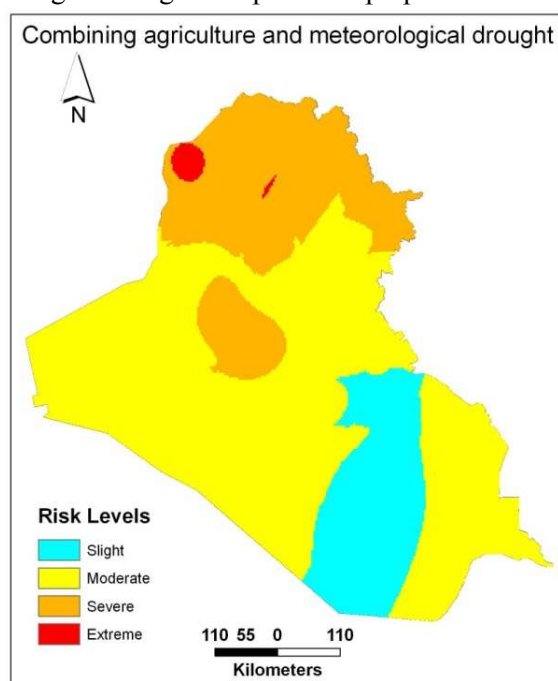 Combining agriculture and meteorological drought
N
Risk Levels
Slight
Moderate
Severe
Extreme
110 55 0 110
Kilometers